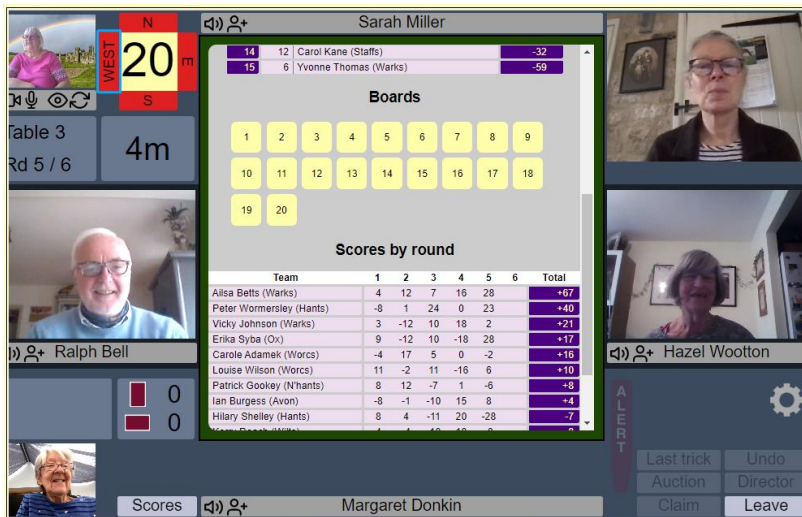 N
WEST
20
m
S
Table 3
Rd 5 / 6
4m
Sarah Miller
14 12 Carol Kane (Staffs) -32
15 6 Yvonne Thomas (Warks) -59
Boards
1 2 3 4 5 6 7 8 9
10 11 12 13 14 15 16 17 18
19 20
Scores by round
Team 1 2 3 4 5 6 Total
Ailsa Betts (Warks) 4 12 7 16 28 +67
Peter Wormersley (Hants) -8 1 24 0 23 +40
Vicky Johnson (Warks) 3 -12 10 18 2 +21
Erika Syba (Ox) 9 -12 10 -18 28 +17
Carole Adamek (Worcs) -4 17 5 0 -2 +16
Louise Wilson (Worcs) 11 -2 11 -16 6 +10
Patrick Gookey (N'hants) 8 12 -7 1 -6 +8
Ian Burgess (Avon) -8 -1 -10 15 8 +4
Hilary Shelley (Hants) 8 4 -11 20 -28 -7
Ralph Bell
Hazel Wootton
0
0
ALERT
Last trick Undo
Auction Director
Claim Leave
Scores
Margaret Donkin